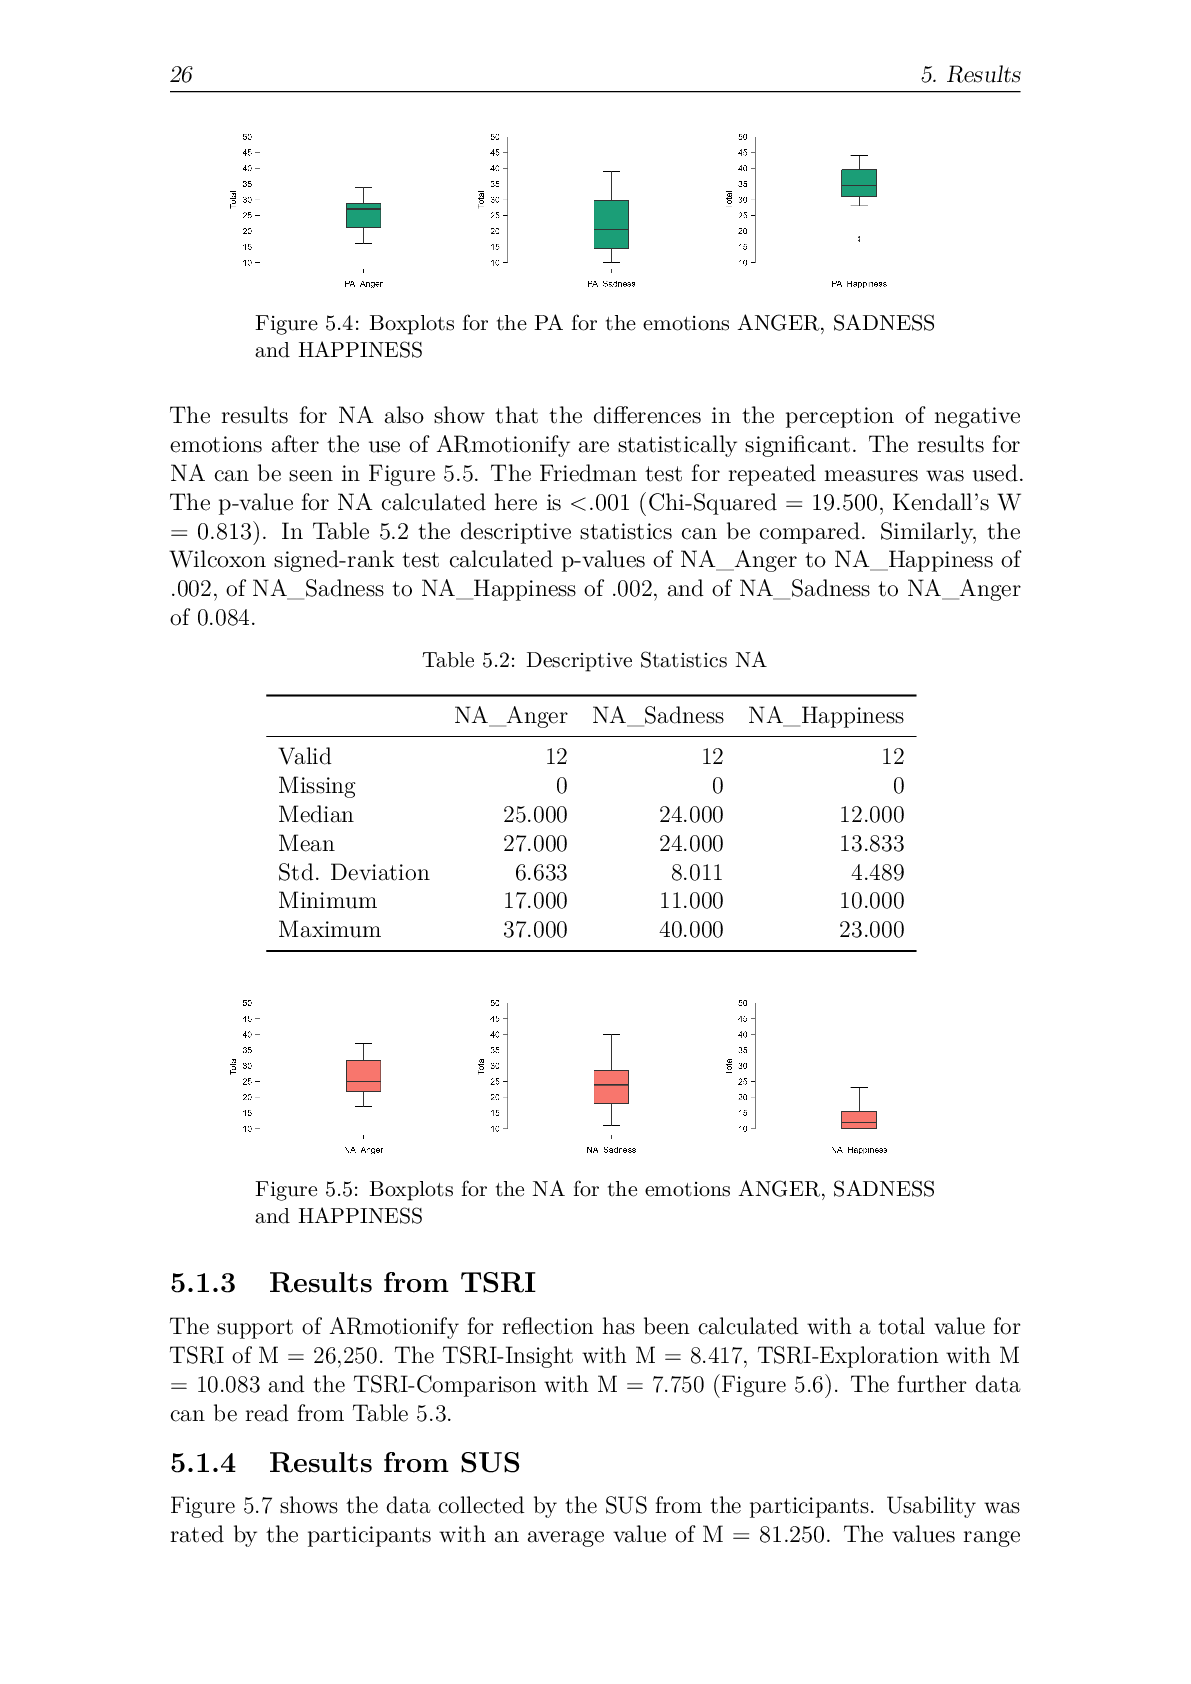 26 5. Results
50
45
40
35
30
25
20
15
10
Total
PA_Anger
50
45
40
35
30
25
20
15
10
Total
PA_Sadness
50
45
40
35
30
25
20
15
10
Total
PA_Happiness
Figure 5.4: Boxplots for the PA for the emotions ANGER, SADNESS
and HAPPINESS
The results for NA also show that the differences in the perception of negative
emotions after the use of ARmotionify are statistically significant. The results for
NA can be seen in Figure 5.5. The Friedman test for repeated measures was used.
The p-value for NA calculated here is <.001 (Chi-Squared = 19.500, Kendall's W
= 0.813). In Table 5.2 the descriptive statistics can be compared. Similarly, the
Wilcoxon signed-rank test calculated p-values of NA_Anger to NA_Happiness of
.002, of NA_Sadness to NA_Happiness of .002, and of NA_Sadness to NA_Anger
of 0.084.
Table 5.2: Descriptive Statistics NA
NA_Anger NA_Sadness NA_Happiness
Valid 12 12 12
Missing 0 0 0
Median 25.000 24.000 12.000
Mean 27.000 24.000 13.833
Std. Deviation 6.633 8.011 4.489
Minimum 17.000 11.000 10.000
Maximum 37.000 40.000 23.000
50
45
40
35
30
25
20
15
10
Total
NA_Anger
50
45
40
35
30
25
20
15
10
Total
NA_Sadness
50
45
40
35
30
25
20
15
10
Total
NA_Happiness
Figure 5.5: Boxplots for the NA for the emotions ANGER, SADNESS
and HAPPINESS
5.1.3 Results from TSRI
The support of ARmotionify for reflection has been calculated with a total value for
TSRI of M = 26,250. The TSRI-Insight with M = 8.417, TSRI-Exploration with M
= 10.083 and the TSRI-Comparison with M = 7.750 (Figure 5.6). The further data
can be read from Table 5.3.
5.1.4 Results from SUS
Figure 5.7 shows the data collected by the SUS from the participants. Usability was
rated by the participants with an average value of M = 81.250. The values range